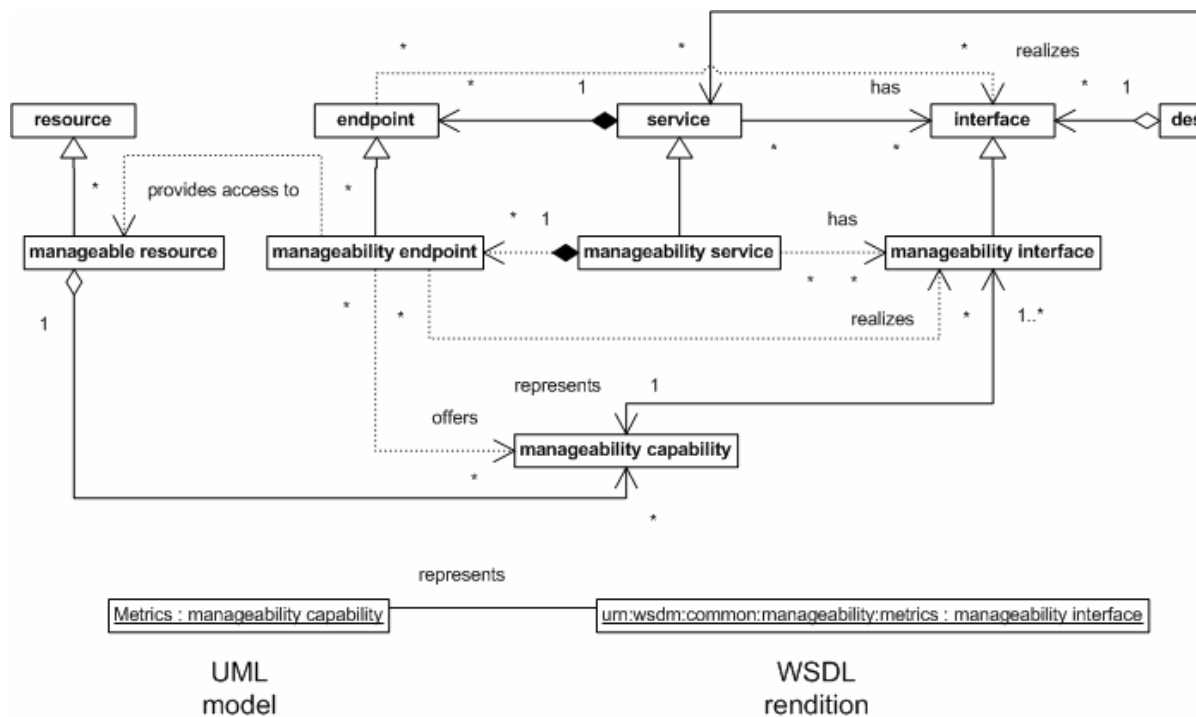 * * * realizes
* 1 has * 1
resource endpoint service interface des
* *
* provides access to *
* 1 has
manageable resource manageability endpoint manageability service manageability interface
* *
1 * * realizes * 1..*
represents 1
offers
manageability capability
*
*
represents
Metrics : manageability capability urn:wsdm:common:manageability:metrics : manageability interface
UML WSDL
model rendition